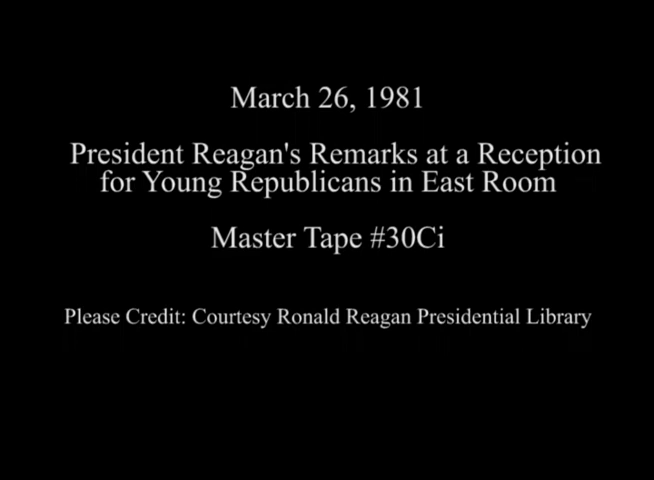 March 26, 1981
President Reagan's Remarks at a Reception
for Young Republicans in East Room
Master Tape #30Ci
Please Credit: Courtesy Ronald Reagan Presidential Library